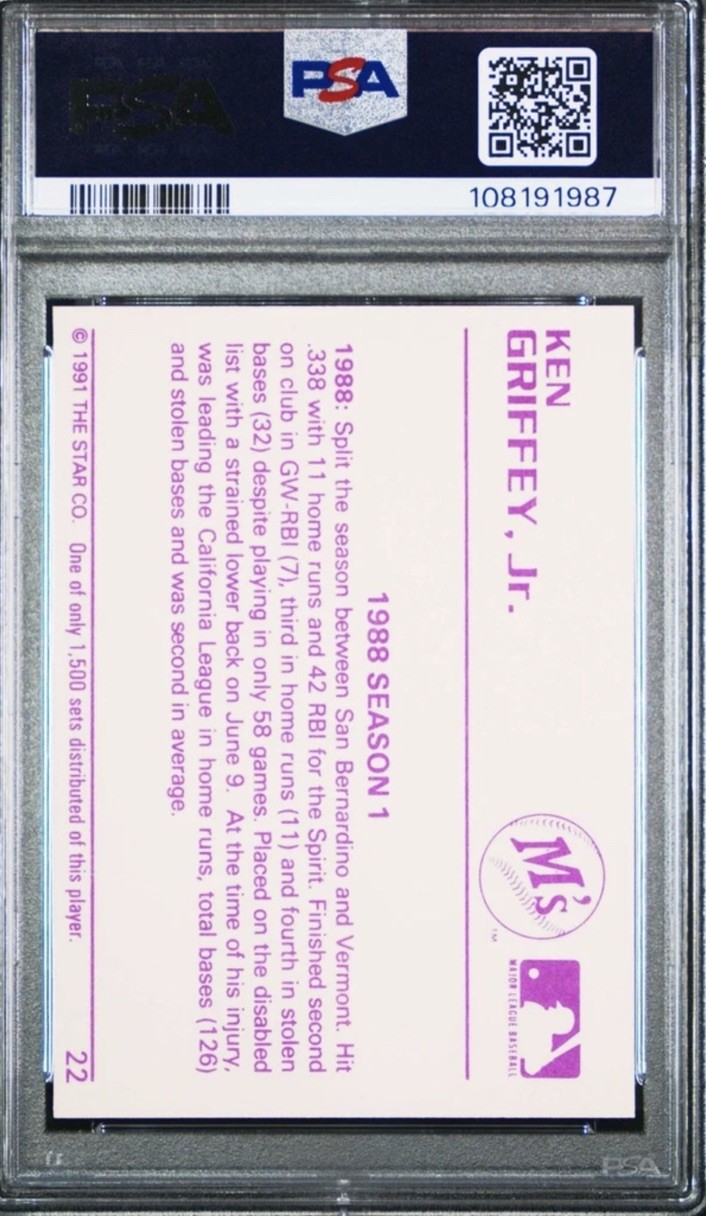 PSA
PSA
108191987
KEN
GRIFFEY, Jr.
M's
TM
MAJOR LEAGUE BASEBALL
1988 SEASON 1
1988: Split the season between San Bernardino and Vermont. Hit
.338 with 11 home runs and 42 RBI for the Spirit. Finished second
on club in GW-RBI (7), third in home runs (11) and fourth in stolen
bases (32) despite playing in only 58 games. Placed on the disabled
list with a strained lower back on June 9. At the time of his injury,
was leading the California League in home runs, total bases (126)
and stolen bases and was second in average.
© 1991 THE STAR CO. One of only 1,500 sets distributed of this player.
22
PSA